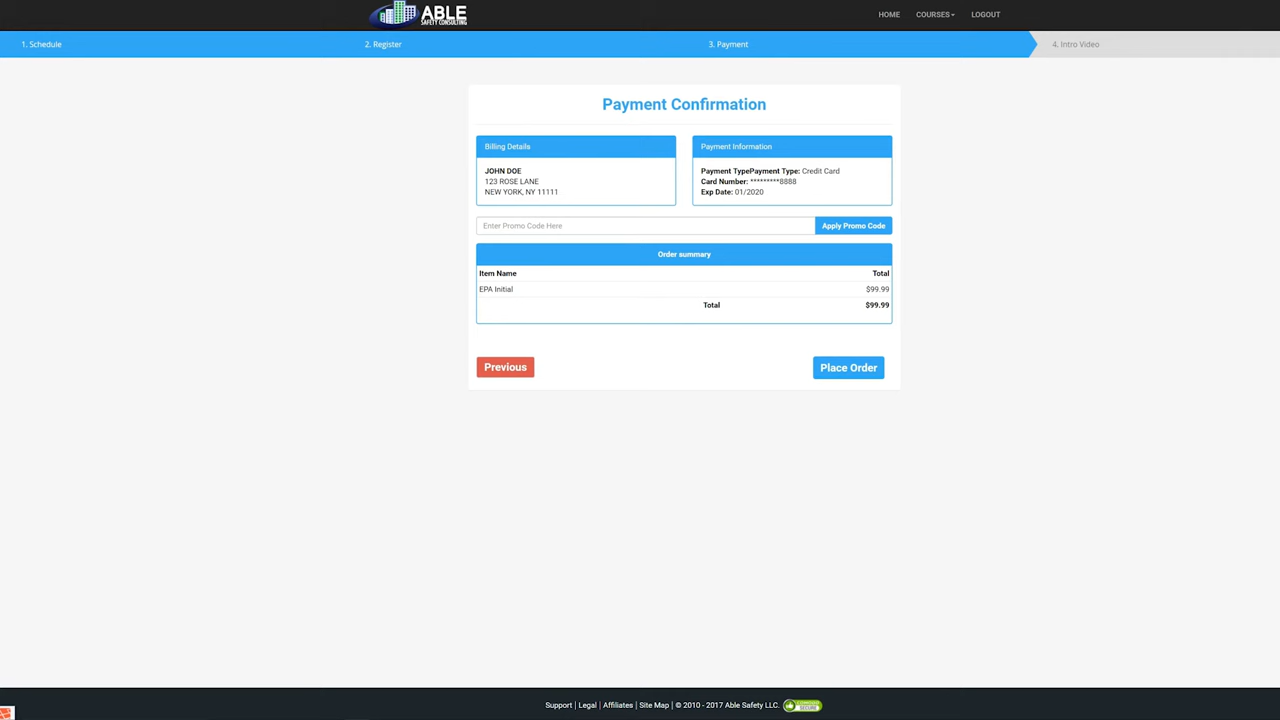 ABLE
SAFETY CONSULTING
HOME COURSES LOGOUT
1. Schedule 2. Register 3. Payment 4. Intro Video
Payment Confirmation
Billing Details
JOHN DOE
123 ROSE LANE
NEW YORK, NY 11111
Payment Information
Payment TypePayment Type: Credit Card
Card Number: *********8888
Exp Date: 01/2020
Enter Promo Code Here Apply Promo Code
Order summary
Item Name Total
EPA Initial $99.99
Total $99.99
Previous Place Order
Support | Legal | Affiliates | Site Map | © 2010 - 2017 Able Safety LLC.
SECURE